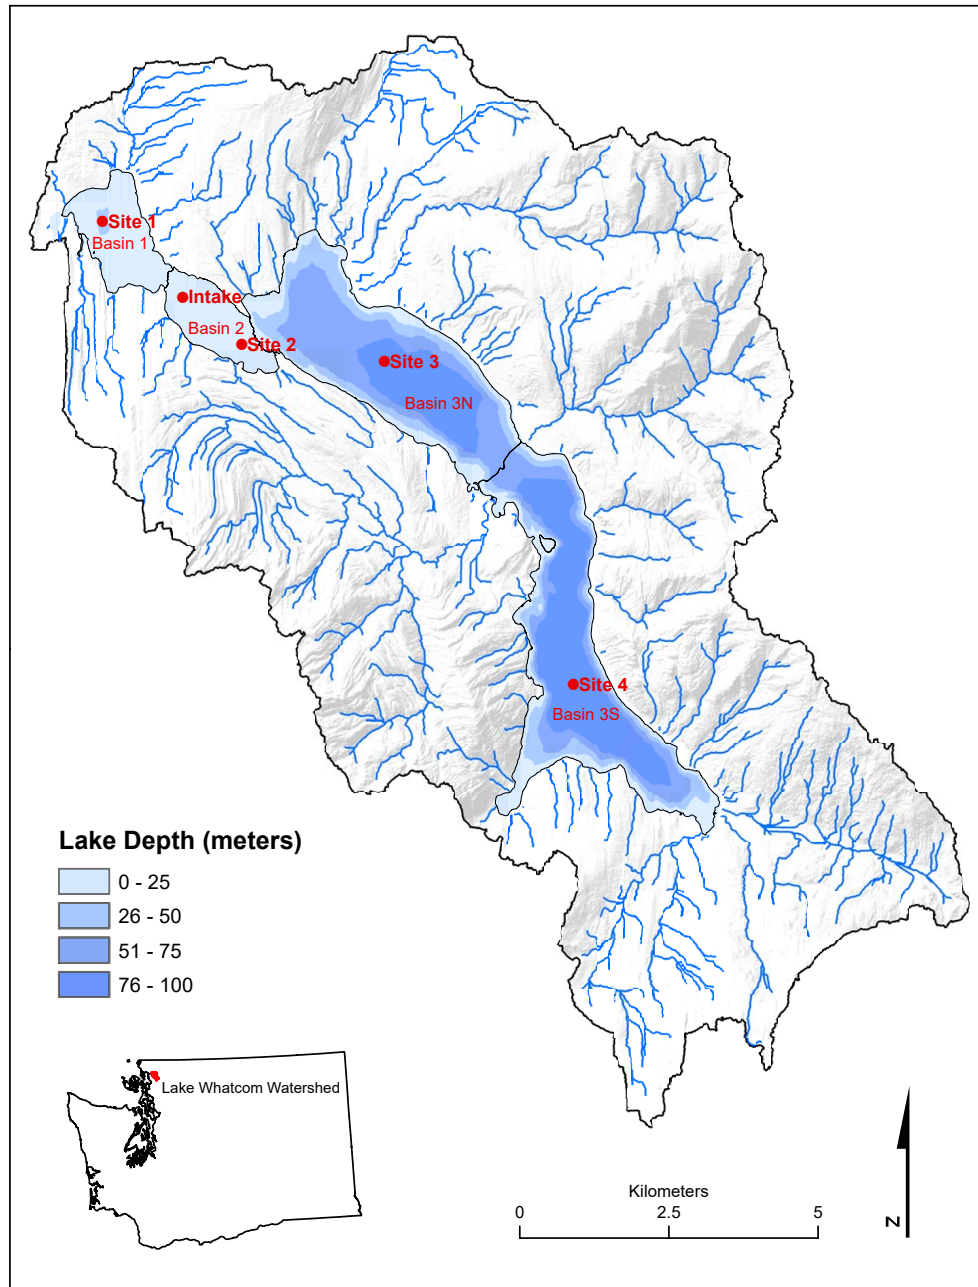 Site 1
Basin 1
Intake
Basin 2
Site 2
Site 3
Basin 3N
Site 4
Basin 3S
Lake Depth (meters)
0 - 25
26 - 50
51 - 75
76 - 100
Lake Whatcom Watershed
Kilometers
0 2.5 5
N